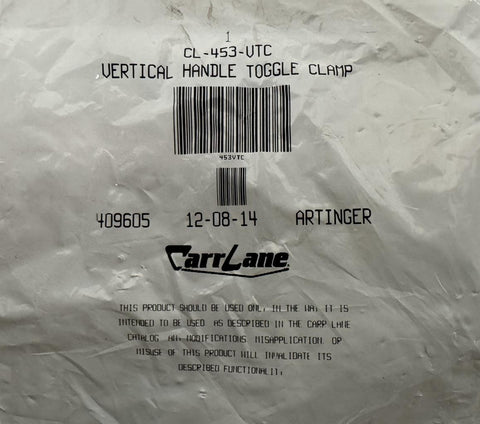 1
CL-453-VTC
VERTICAL HANDLE TOGGLE CLAMP
453VTC
409605 12-08-14 ARTINGER
CarrLane
THIS PRODUCT SHOULD BE USED ONLY IN THE WAY IT IS
INTENDED TO BE USED AS DESCRIBED IN THE CARR LANE
CATALOG ANY MODIFICATIONS MISAPPLICATION OR
MISUSE OF THIS PRODUCT WILL INVALIDATE ITS
DESCRIBED FUNCTIONALITY.